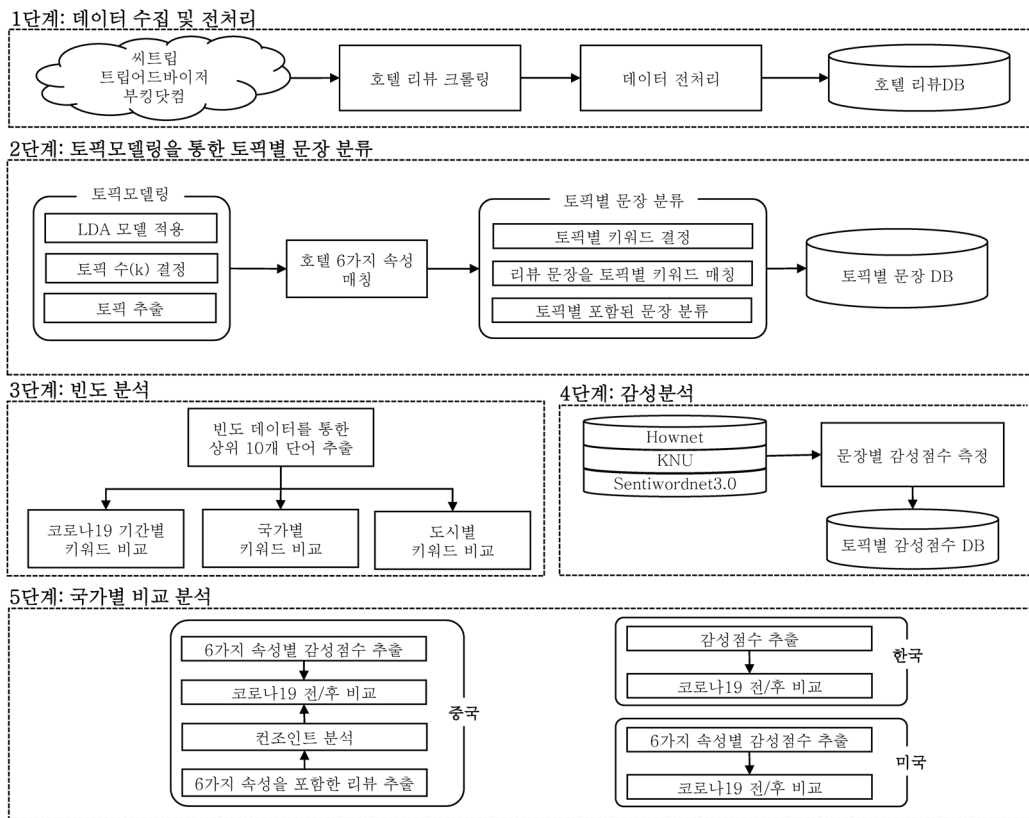 1단계: 데이터 수집 및 전처리
씨트립
트립어드바이저
부킹닷컴
호텔 리뷰 크롤링
데이터 전처리
호텔 리뷰DB
2단계: 토픽모델링을 통한 토픽별 문장 분류
토픽모델링
LDA 모델 적용
토픽 수(k) 결정
토픽 추출
호텔 6가지 속성
매칭
토픽별 문장 분류
토픽별 키워드 결정
리뷰 문장을 토픽별 키워드 매칭
토픽별 포함된 문장 분류
토픽별 문장 DB
3단계: 빈도 분석
빈도 데이터를 통한
상위 10개 단어 추출
코로나19 기간별
키워드 비교
국가별
키워드 비교
도시별
키워드 비교
4단계: 감성분석
Hownet
KNU
Sentiwordnet3.0
문장별 감성점수 측정
토픽별 감성점수 DB
5단계: 국가별 비교 분석
6가지 속성별 감성점수 추출
코로나19 전/후 비교
컨조인트 분석
6가지 속성을 포함한 리뷰 추출
중국
감성점수 추출
코로나19 전/후 비교
한국
6가지 속성별 감성점수 추출
코로나19 전/후 비교
미국